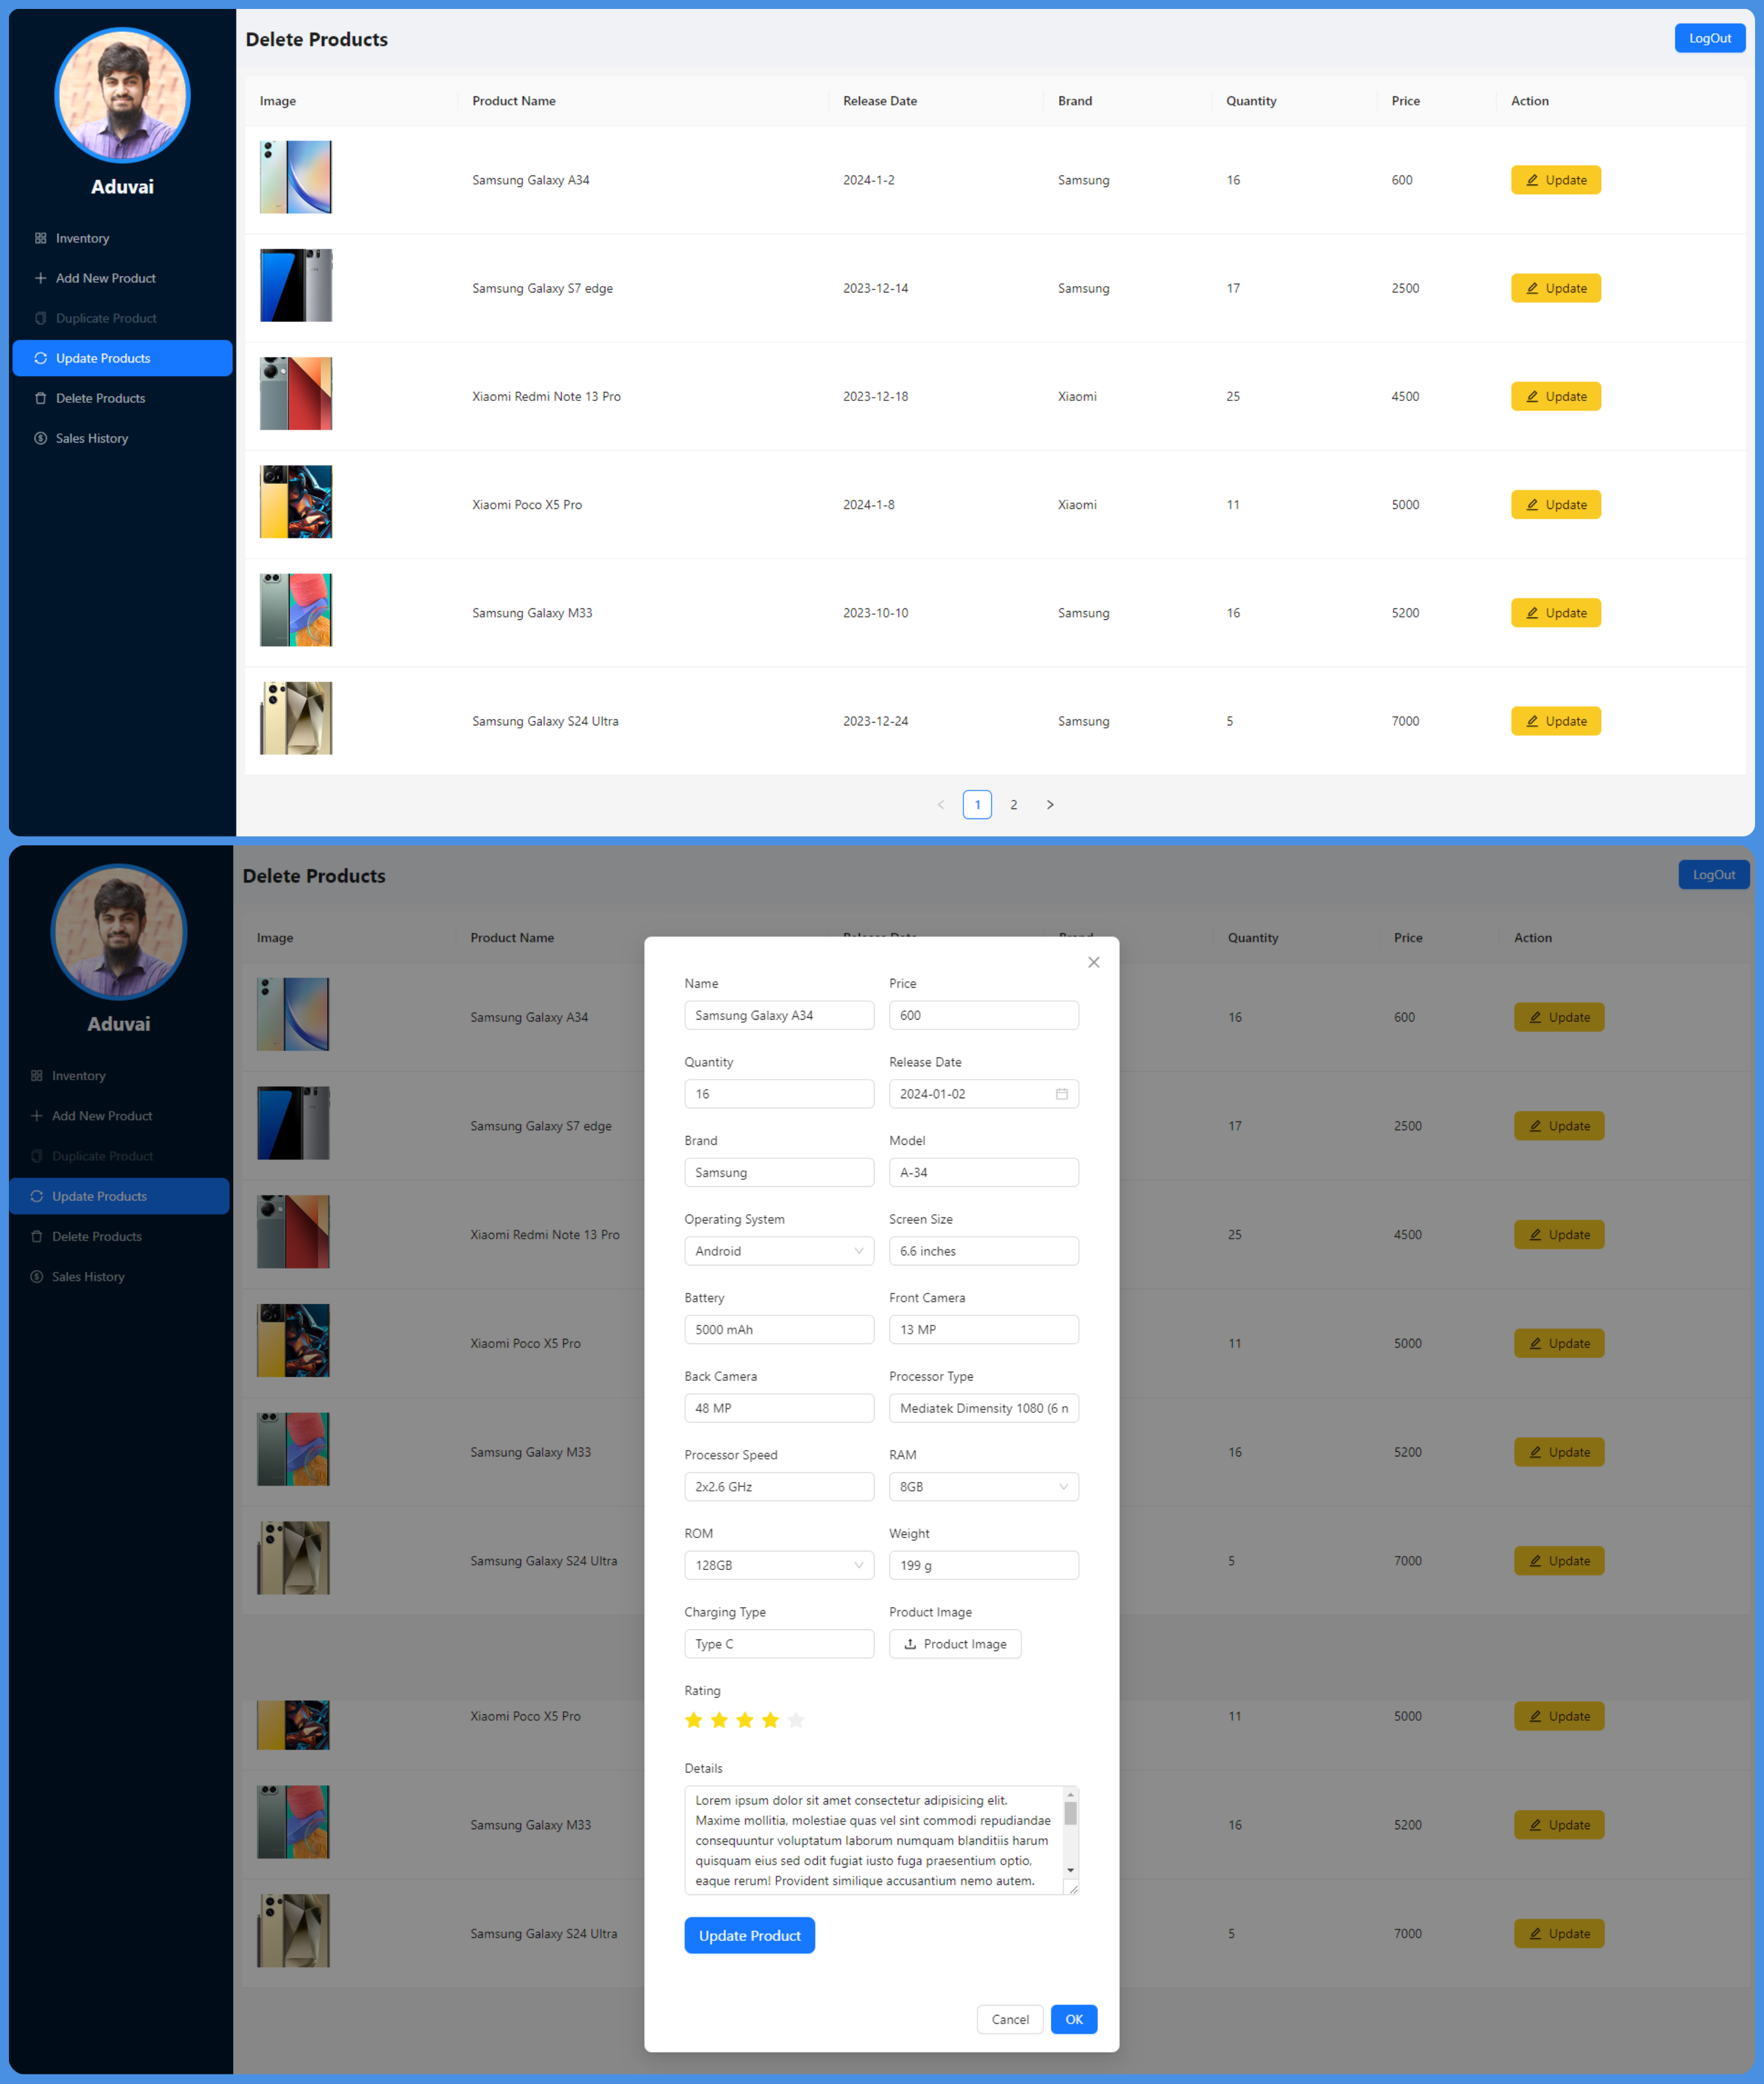 Delete Products
LogOut
Aduvai
Inventory
Add New Product
Duplicate Product
Update Products
Delete Products
Sales History
Image Product Name Release Date Brand Quantity Price Action
Samsung Galaxy A34 2024-1-2 Samsung 16 600 Update
Samsung Galaxy S7 edge 2023-12-14 Samsung 17 2500 Update
Xiaomi Redmi Note 13 Pro 2023-12-18 Xiaomi 25 4500 Update
Xiaomi Poco X5 Pro 2024-1-8 Xiaomi 11 5000 Update
Samsung Galaxy M33 2023-10-10 Samsung 16 5200 Update
Samsung Galaxy S24 Ultra 2023-12-24 Samsung 5 7000 Update
< 1 2 >
Delete Products
LogOut
Aduvai
Inventory
Add New Product
Duplicate Product
Update Products
Delete Products
Sales History
Image Product Name Release Date Brand Quantity Price Action
Samsung Galaxy A34 16 600 Update
Samsung Galaxy S7 edge 17 2500 Update
Xiaomi Redmi Note 13 Pro 25 4500 Update
Xiaomi Poco X5 Pro 11 5000 Update
Samsung Galaxy M33 16 5200 Update
Samsung Galaxy S24 Ultra 5 7000 Update
Xiaomi Poco X5 Pro 11 5000 Update
Samsung Galaxy M33 16 5200 Update
Samsung Galaxy S24 Ultra 5 7000 Update
Name Price
Samsung Galaxy A34 600
Quantity Release Date
16 2024-01-02
Brand Model
Samsung A-34
Operating System Screen Size
Android 6.6 inches
Battery Front Camera
5000 mAh 13 MP
Back Camera Processor Type
48 MP Mediatek Dimensity 1080 (6 n
Processor Speed RAM
2x2.6 GHz 8GB
ROM Weight
128GB 199 g
Charging Type Product Image
Type C Product Image
Rating
Details
Lorem ipsum dolor sit amet consectetur adipisicing elit.
Maxime mollitia, molestiae quas vel sint commodi repudiandae
consequuntur voluptatum laborum numquam blanditiis harum
quisquam eius sed odit fugiat iusto fuga praesentium optio,
eaque rerum! Provident similique accusantium nemo autem.
Update Product
Cancel OK